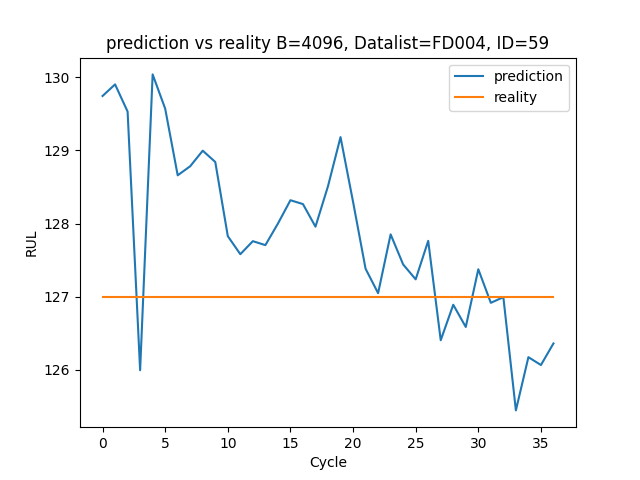 prediction vs reality B=4096, Datalist=FD004, ID=59
prediction
reality
130
129
128
127
126
RUL
0 5 10 15 20 25 30 35
Cycle